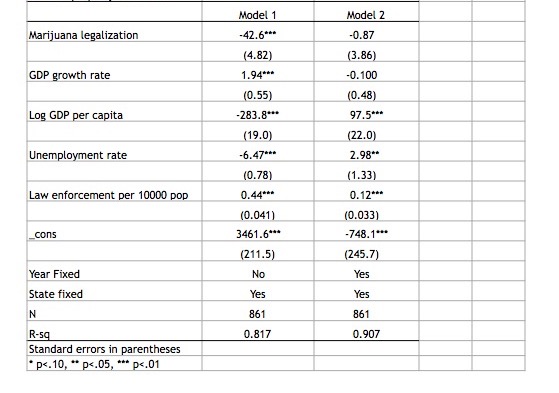 Model 1 Model 2
Marijuana legalization -42.6*** -0.87
(4.82) (3.86)
GDP growth rate 1.94*** -0.100
(0.55) (0.48)
Log GDP per capita -283.8*** 97.5***
(19.0) (22.0)
Unemployment rate -6.47*** 2.98**
(0.78) (1.33)
Law enforcement per 10000 pop 0.44*** 0.12***
(0.041) (0.033)
_cons 3461.6*** -748.1***
(211.5) (245.7)
Year Fixed No Yes
State fixed Yes Yes
N 861 861
R-sq 0.817 0.907
Standard errors in parentheses
* p<.10, ** p<.05, *** p<.01